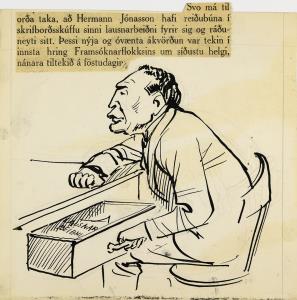 Svo má til
orða taka, að Hermann Jónasson hafi reiðubúna í
skrifborðsskúffu sinni lausnarbeiðni fyrir sig og ráðu-
neyti sitt. Þessi nýja og óvænta ákvörðun var tekin í
innsta hring Framsóknarflokksins um síðustu helgi,
nánara tiltekið á föstudaginn